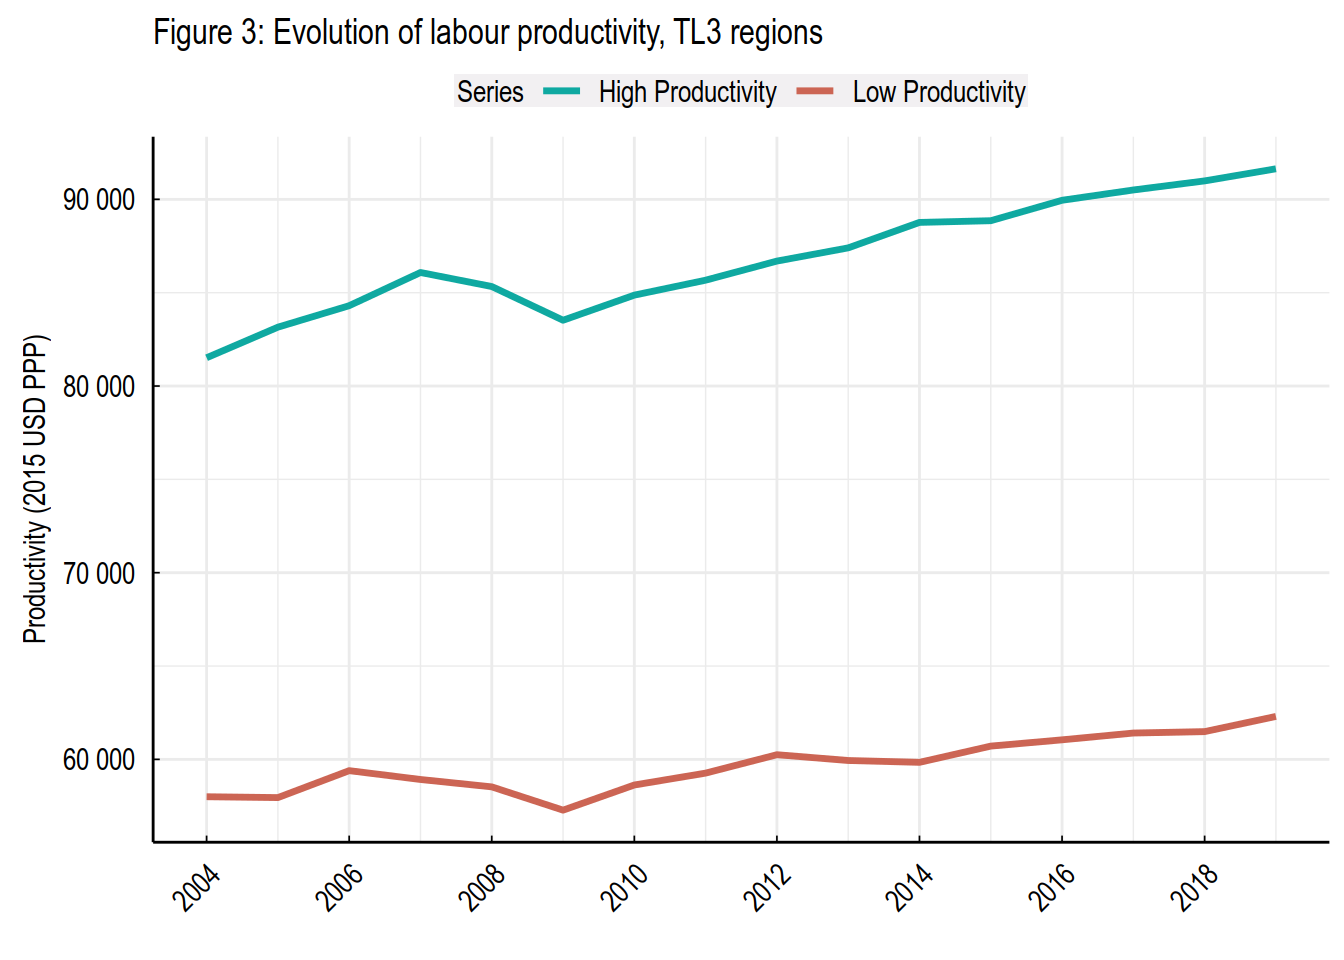 Figure 3: Evolution of labour productivity, TL3 regions
Series High Productivity Low Productivity
Productivity (2015 USD PPP)
90 000
80 000
70 000
60 000
2004 2006 2008 2010 2012 2014 2016 2018